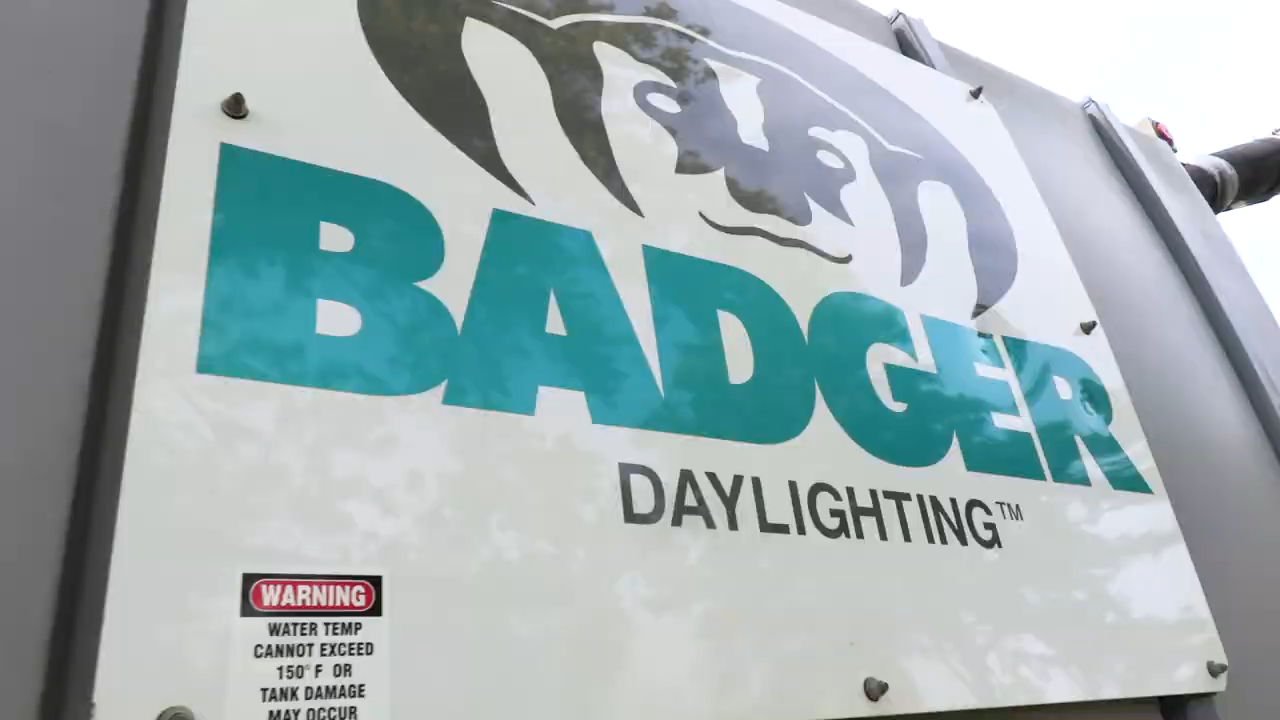 BADGER
DAYLIGHTING™
WARNING
WATER TEMP
CANNOT EXCEED
150° F OR
TANK DAMAGE
MAY OCCUR